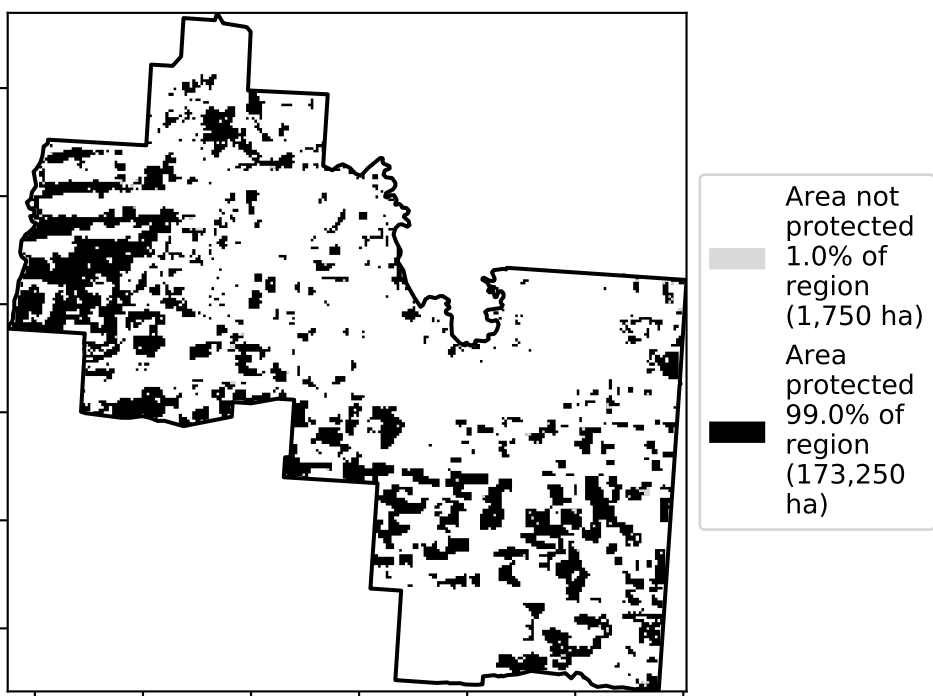 Area not
protected
1.0% of
region
(1,750 ha)
Area
protected
99.0% of
region
(173,250
ha)